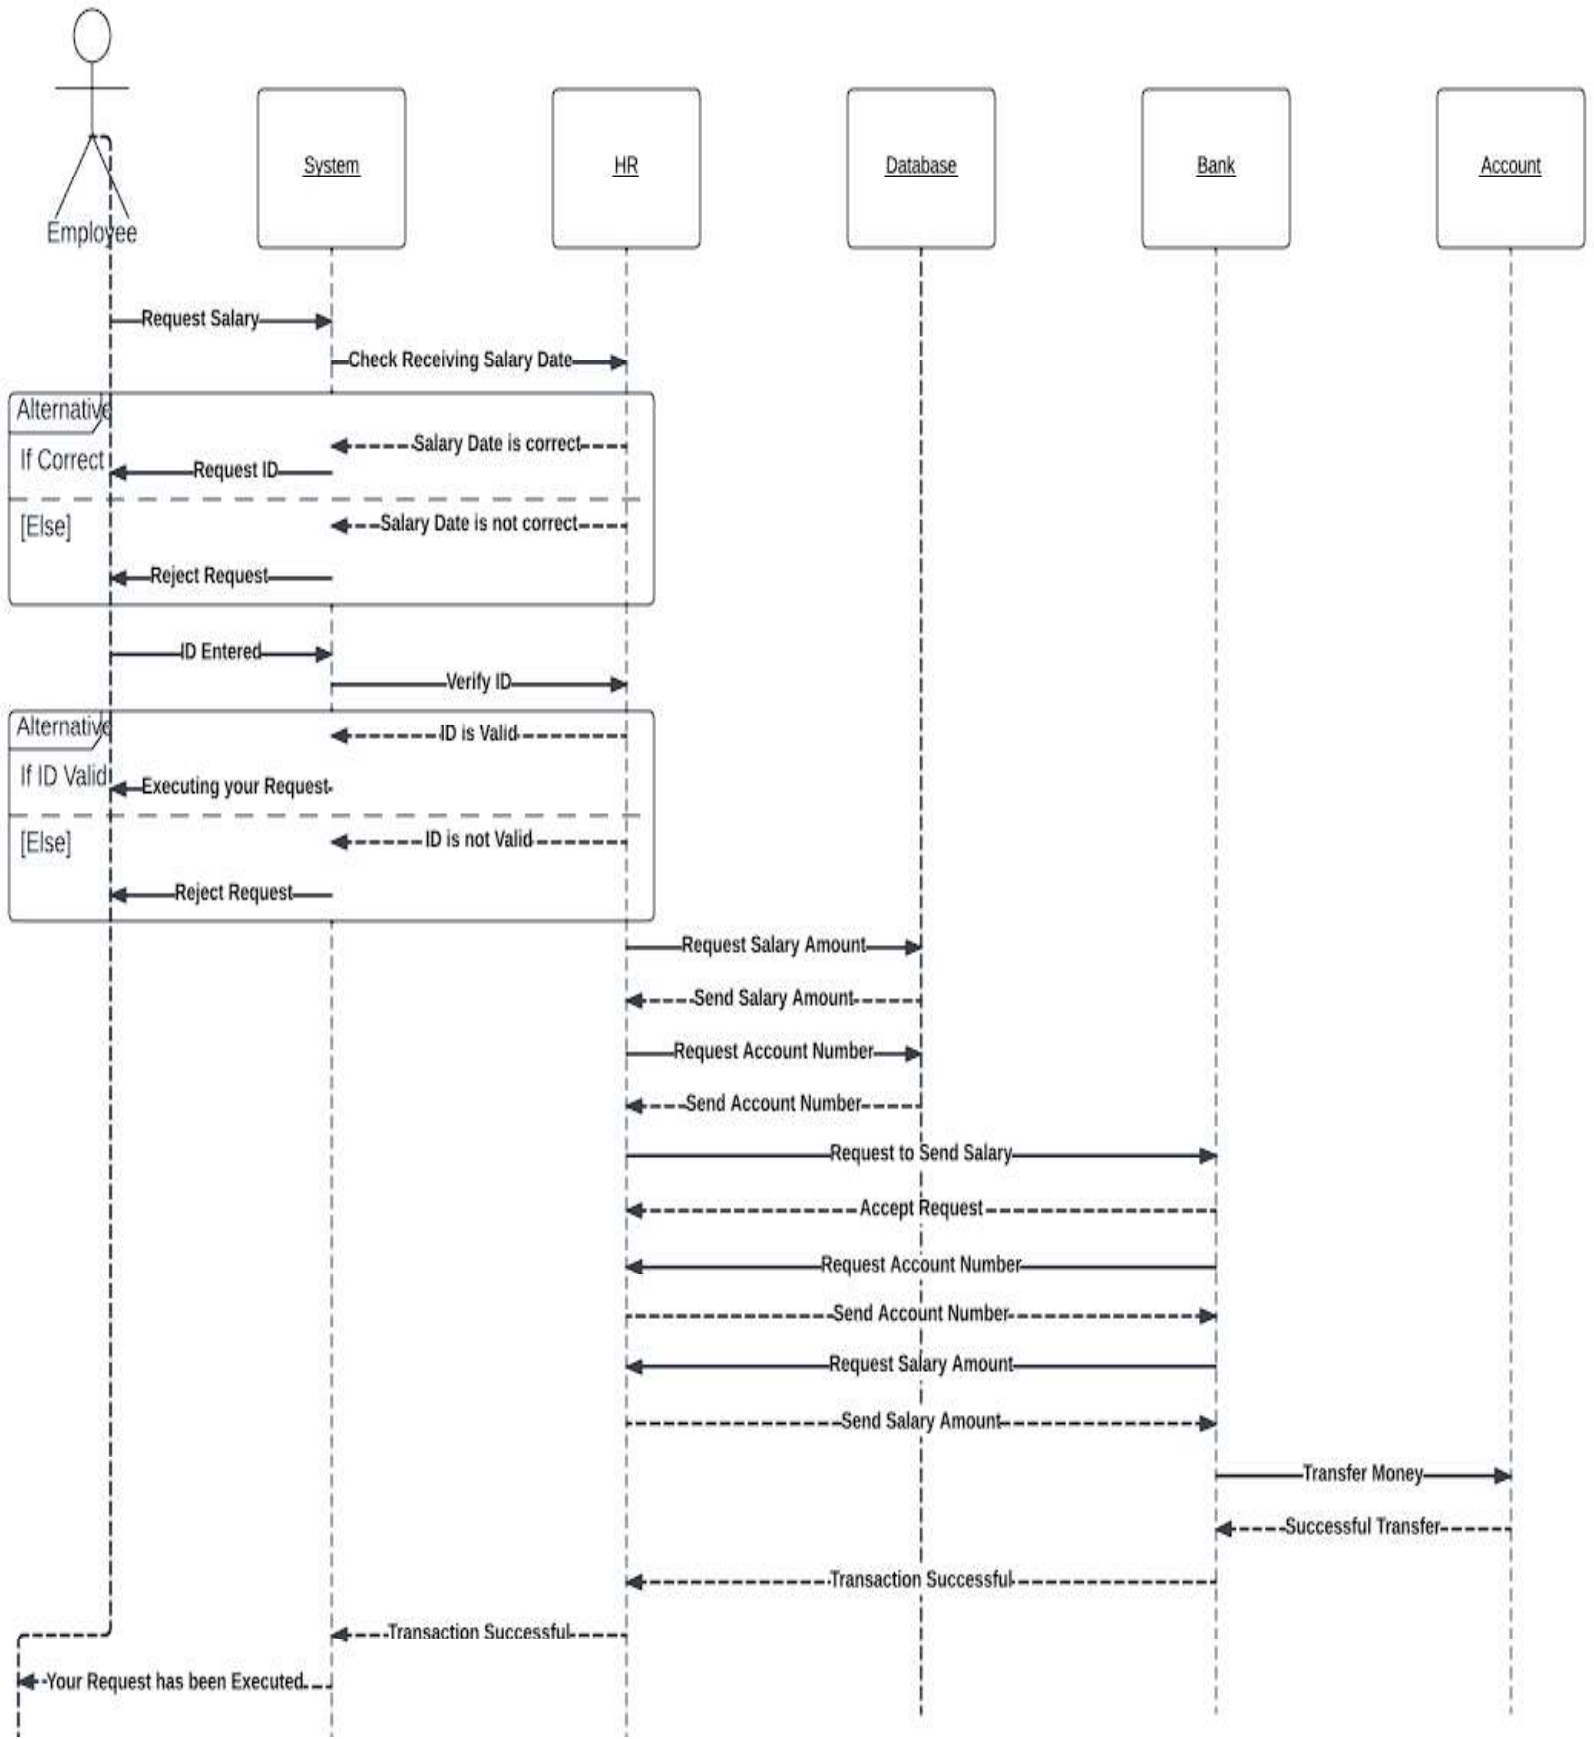 Employee
System
HR
Database
Bank
Account
Request Salary
Check Receiving Salary Date
Alternative
Salary Date is correct
If Correct
Request ID
Salary Date is not correct
[Else]
Reject Request
ID Entered
Verify ID
Alternative
ID is Valid
If ID Valid
Executing your Request
ID is not Valid
[Else]
Reject Request
Request Salary Amount
Send Salary Amount
Request Account Number
Send Account Number
Request to Send Salary
Accept Request
Request Account Number
Send Account Number
Request Salary Amount
Send Salary Amount
Transfer Money
Successful Transfer
Transaction Successful
Transaction Successful
Your Request has been Executed